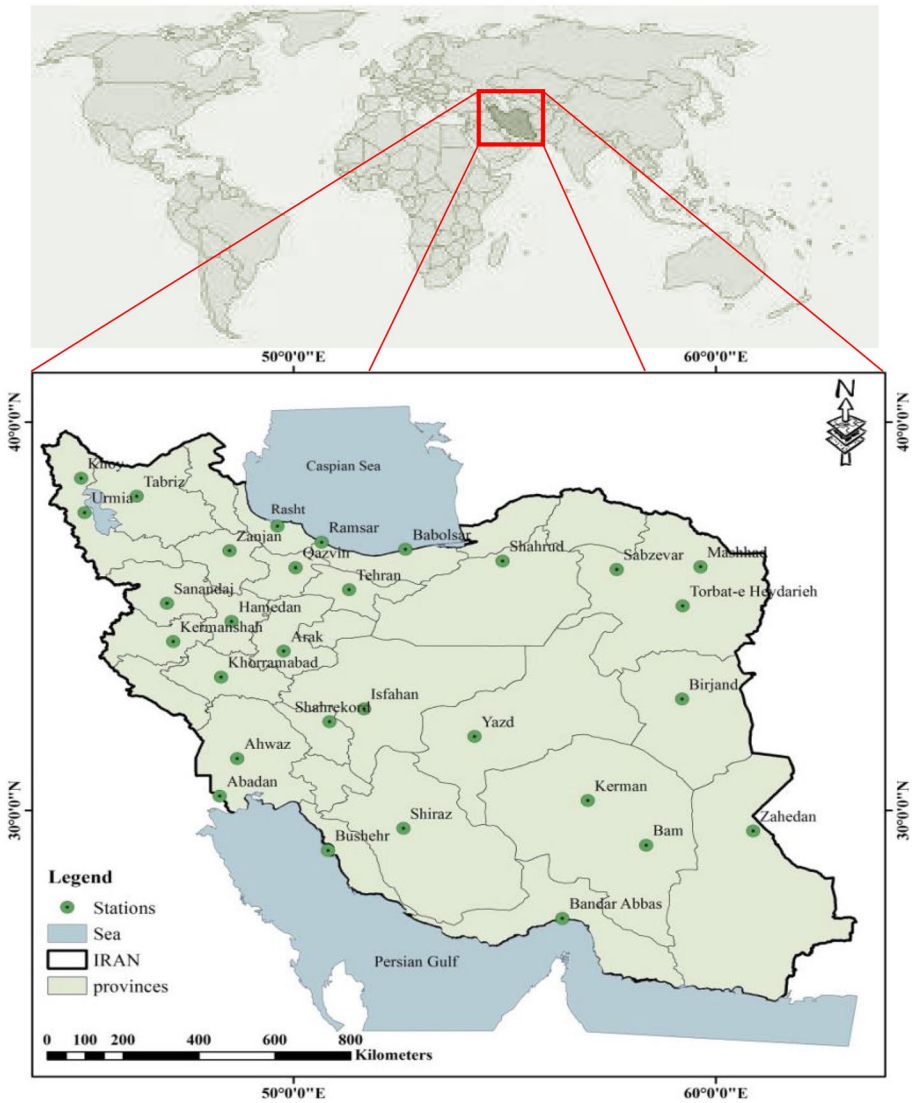 50°0'0"E 60°0'0"E
40°0'0"N 40°0'0"N
N
Caspian Sea
Khoy
Tabriz
Urmia
Rasht
Ramsar
Babolsar
Zanjan
Qazvin
Shahrud
Sabzevar
Mashhad
Tehran
Torbat-e Heydarieh
Sanandaj
Hamedan
Kermanshah
Arak
Khorramabad
Birjand
Isfahan
Shahrekord
Yazd
Ahwaz
Abadan
Kerman
30°0'0"N 30°0'0"N
Shiraz
Zahedan
Bushehr
Bam
Bandar Abbas
Persian Gulf
Legend
Stations
Sea
IRAN
provinces
0 100 200 400 600 800
Kilometers
50°0'0"E 60°0'0"E